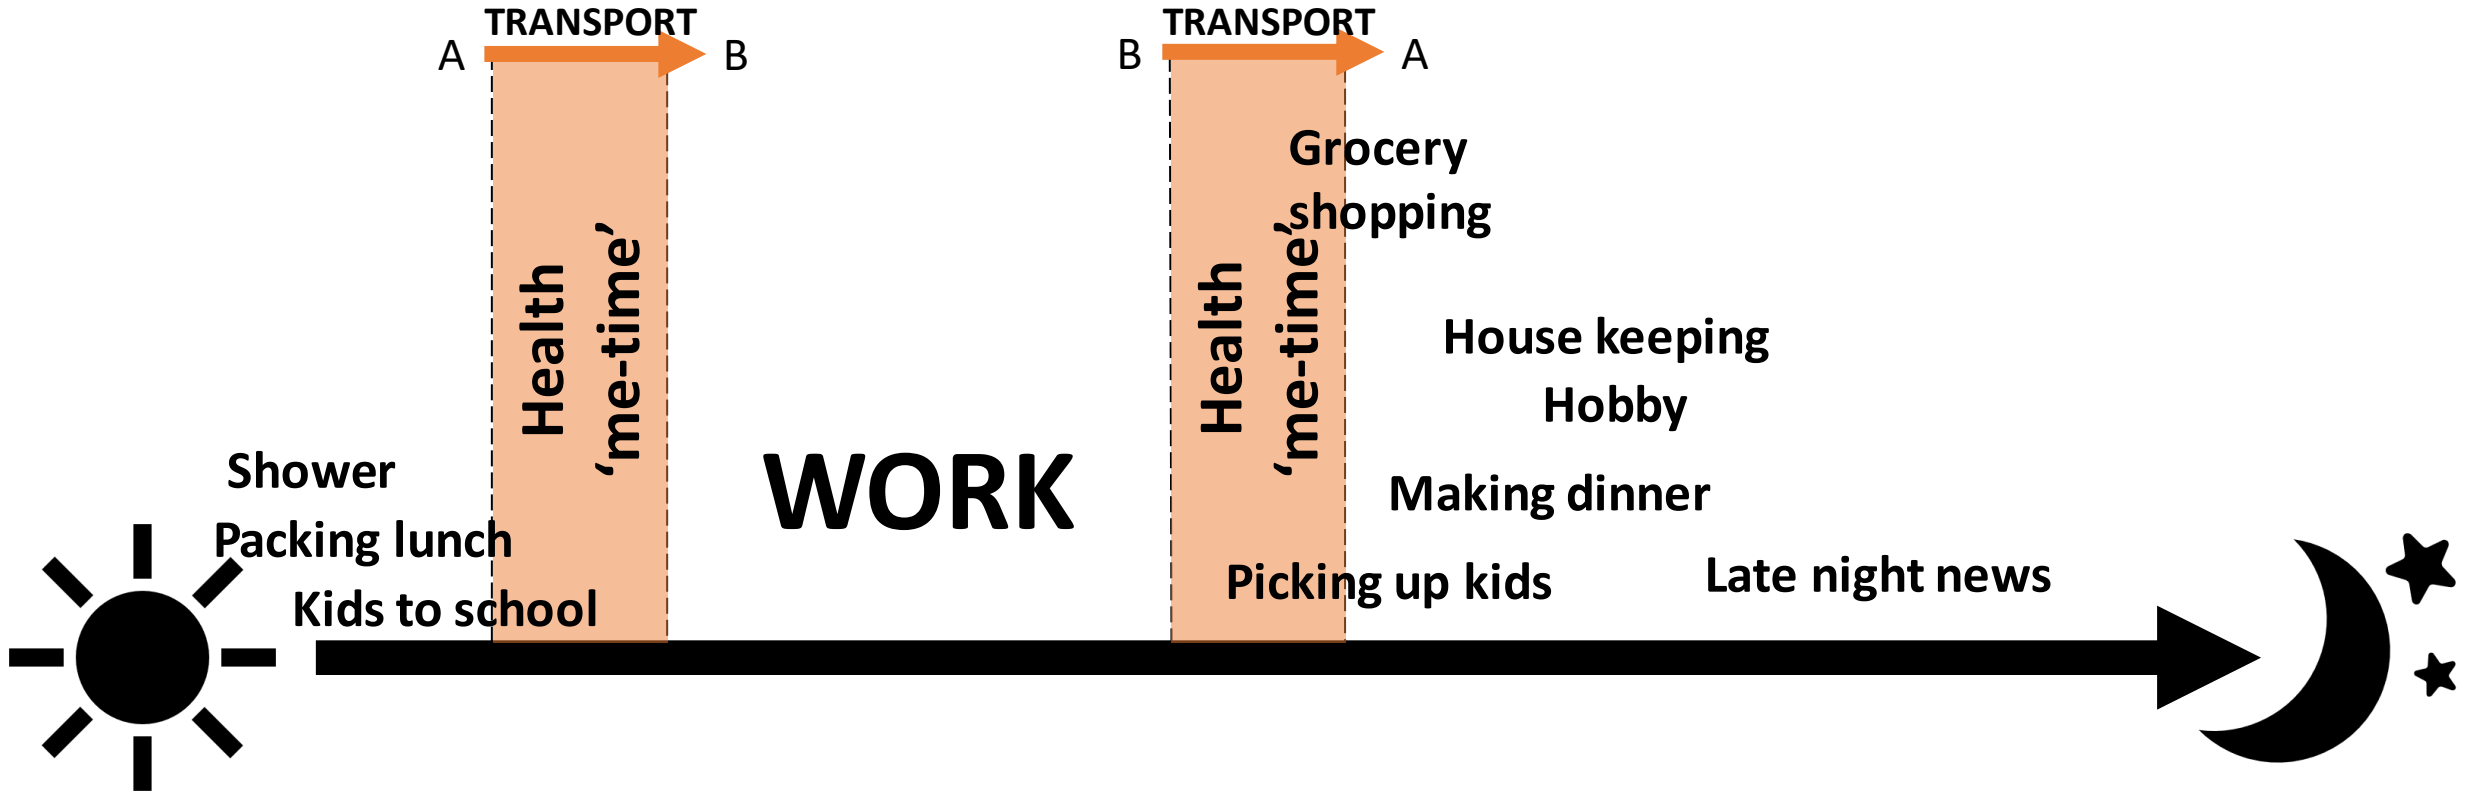 TRANSPORT
A
B
TRANSPORT
B
A
Health
‘me-time’
Health
‘me-time’
Grocery
shopping
House keeping
Hobby
Shower
WORK
Making dinner
Packing lunch
Picking up kids
Late night news
Kids to school